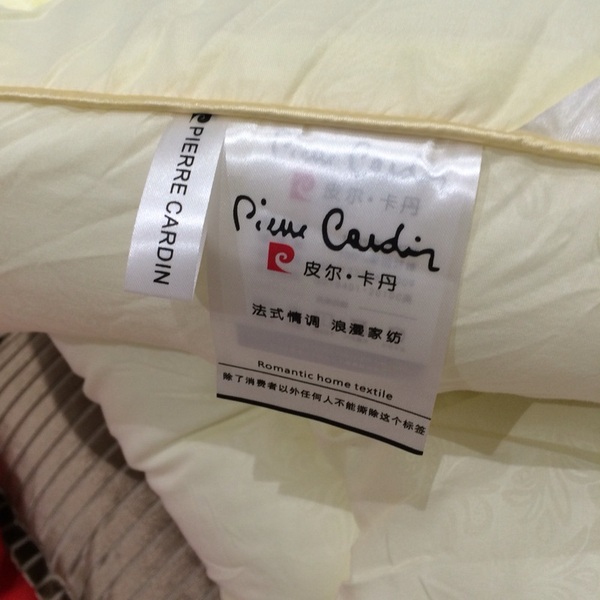 PIERRE CARDIN
Pierre Cardin
皮尔·卡丹
法式情调 浪漫家纺
Romantic home textile
除了消费者以外任何人不能撕除这个标签